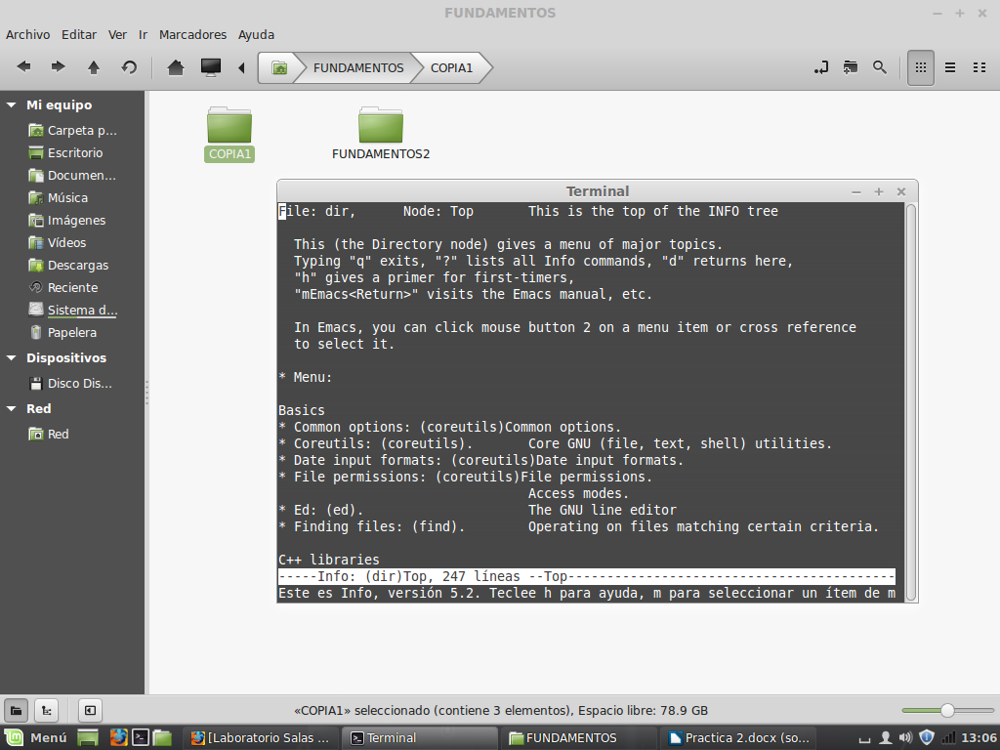 FUNDAMENTOS
Archivo Editar Ver Ir Marcadores Ayuda
FUNDAMENTOS COPIA1
Mi equipo
Carpeta p...
Escritorio
Documen...
Música
Imágenes
Vídeos
Descargas
Reciente
Sistema d...
Papelera
Dispositivos
Disco Dis...
Red
Red
COPIA1 FUNDAMENTOS2
Terminal
File: dir, Node: Top This is the top of the INFO tree
This (the Directory node) gives a menu of major topics.
Typing "q" exits, "?" lists all Info commands, "d" returns here,
"h" gives a primer for first-timers,
"mEmacs<Return>" visits the Emacs manual, etc.
In Emacs, you can click mouse button 2 on a menu item or cross reference
to select it.
* Menu:
Basics
* Common options: (coreutils)Common options.
* Coreutils: (coreutils). Core GNU (file, text, shell) utilities.
* Date input formats: (coreutils)Date input formats.
* File permissions: (coreutils)File permissions.
Access modes.
* Ed: (ed). The GNU line editor
* Finding files: (find). Operating on files matching certain criteria.
C++ libraries
-----Info: (dir)Top, 247 líneas --Top------------------------------------------
Este es Info, versión 5.2. Teclee h para ayuda, m para seleccionar un ítem de m
«COPIA1» seleccionado (contiene 3 elementos), Espacio libre: 78.9 GB
Menú [Laboratorio Salas ... Terminal FUNDAMENTOS Practica 2.docx (so... 13:06